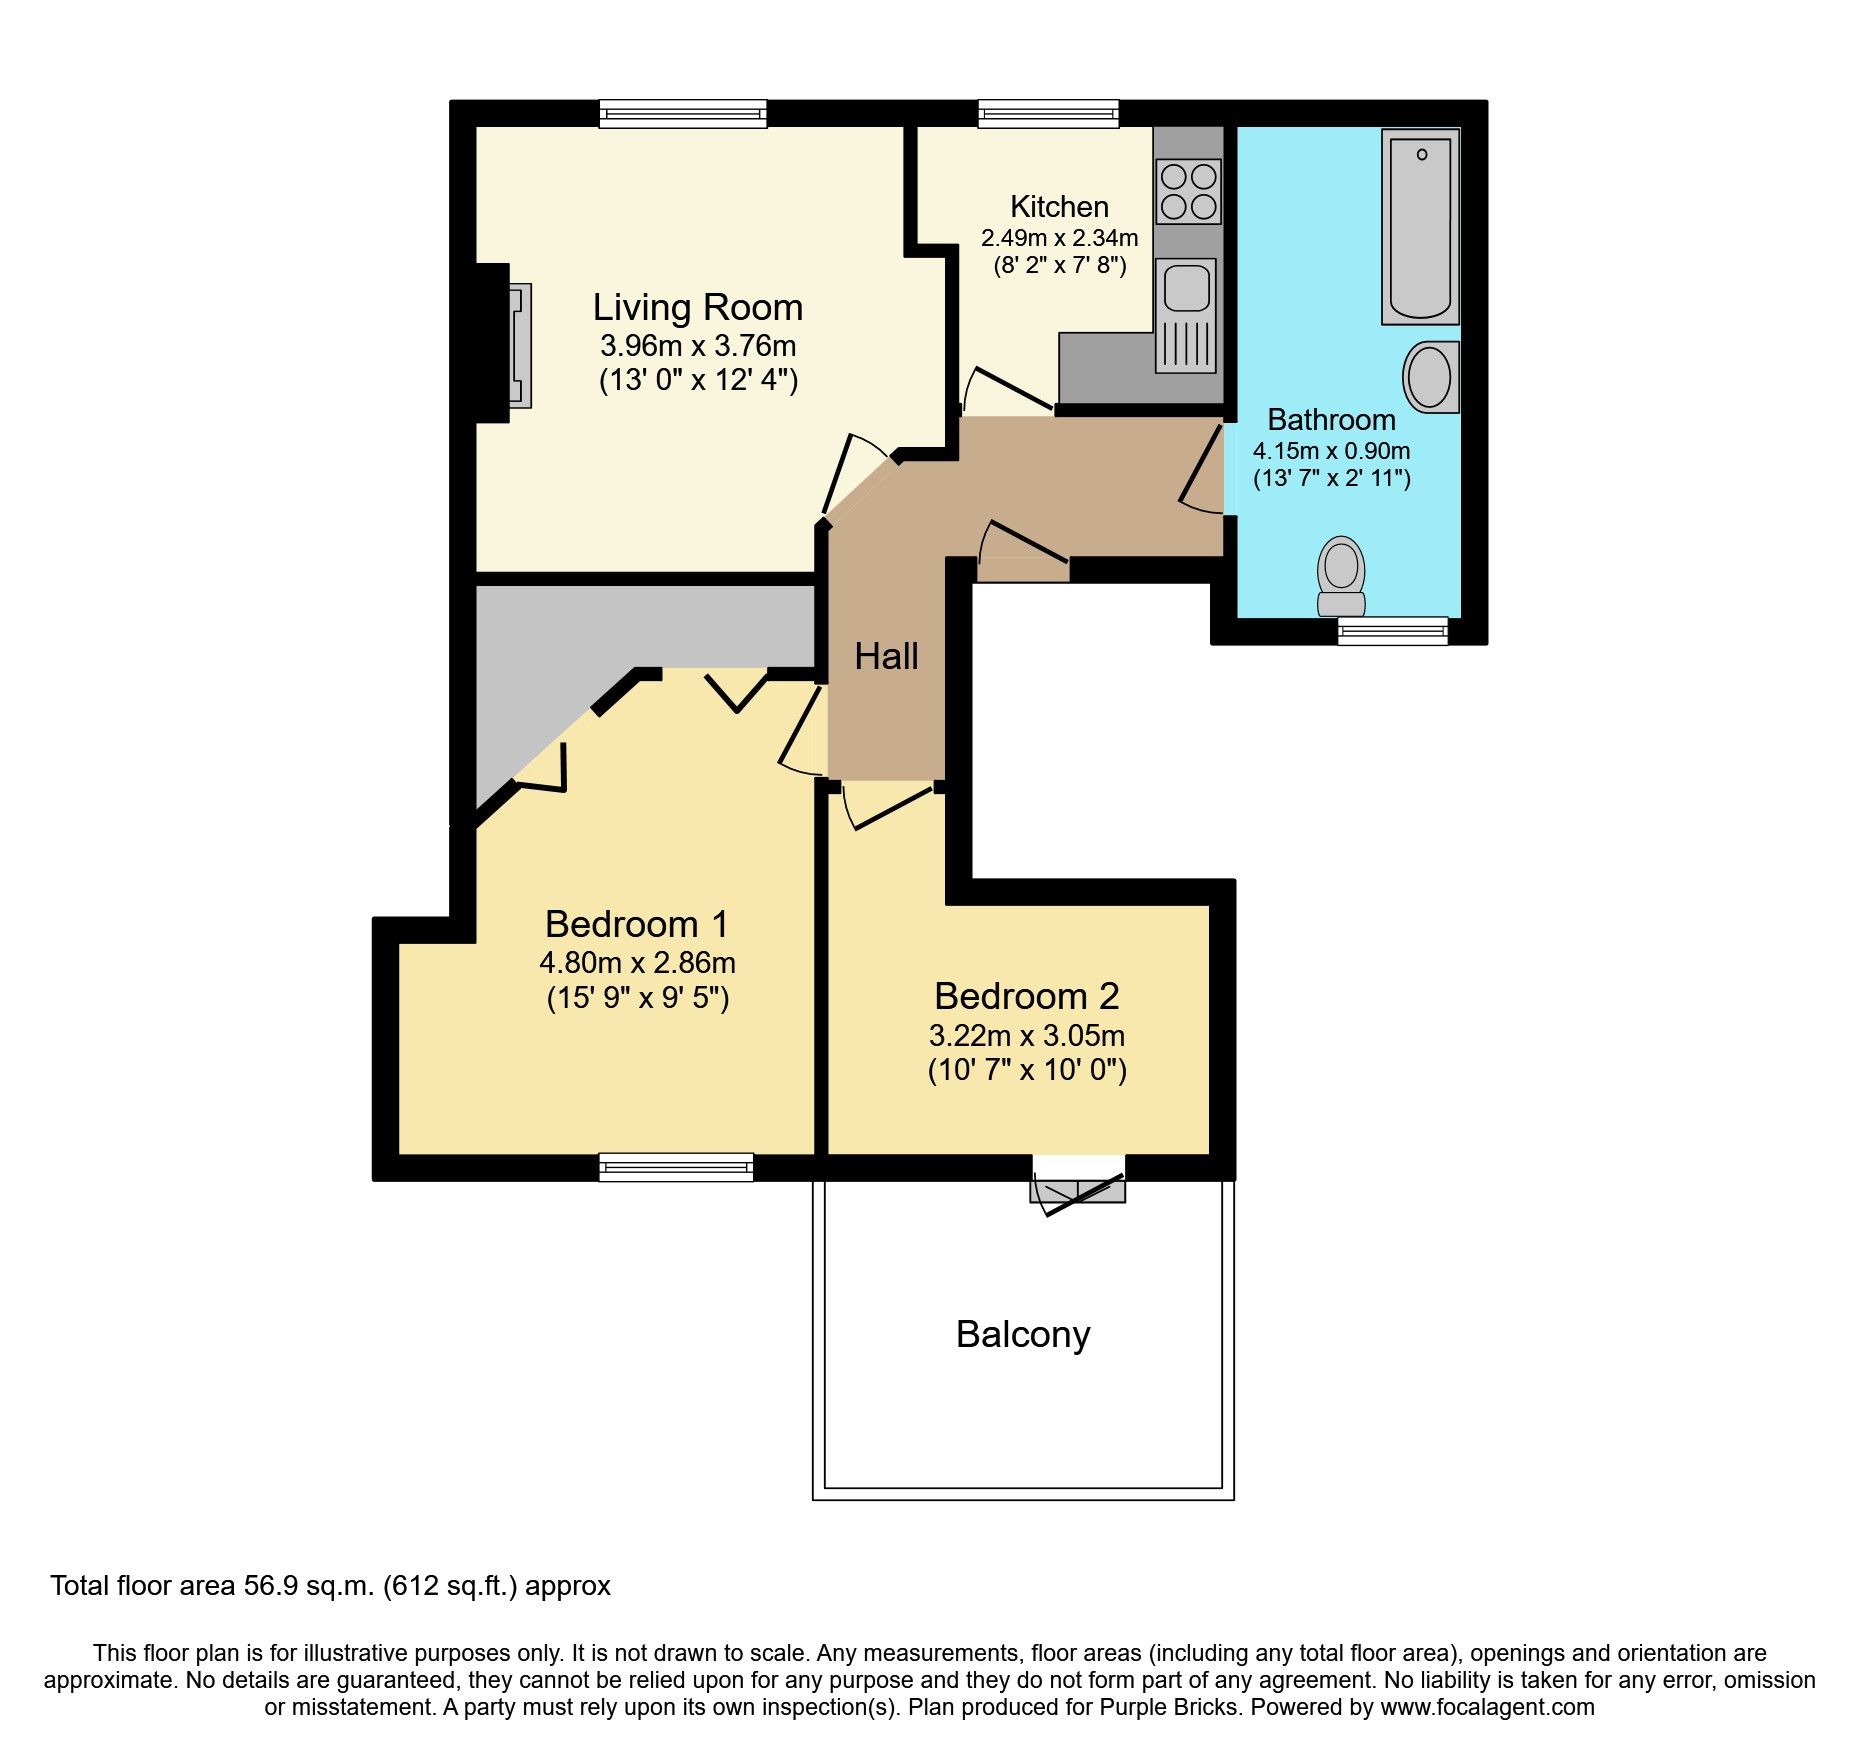 Kitchen
2.49m x 2.34m
(8' 2" x 7' 8")
Living Room
3.96m x 3.76m
(13' 0" x 12' 4")
Bathroom
4.15m x 0.90m
(13' 7" x 2' 11")
Hall
Bedroom 1
4.80m x 2.86m
(15' 9" x 9' 5")
Bedroom 2
3.22m x 3.05m
(10' 7" x 10' 0")
Balcony
Total floor area 56.9 sq.m. (612 sq.ft.) approx
This floor plan is for illustrative purposes only. It is not drawn to scale. Any measurements, floor areas (including any total floor area), openings and orientation are
approximate. No details are guaranteed, they cannot be relied upon for any purpose and they do not form part of any agreement. No liability is taken for any error, omission
or misstatement. A party must rely upon its own inspection(s). Plan produced for Purple Bricks. Powered by www.focalagent.com